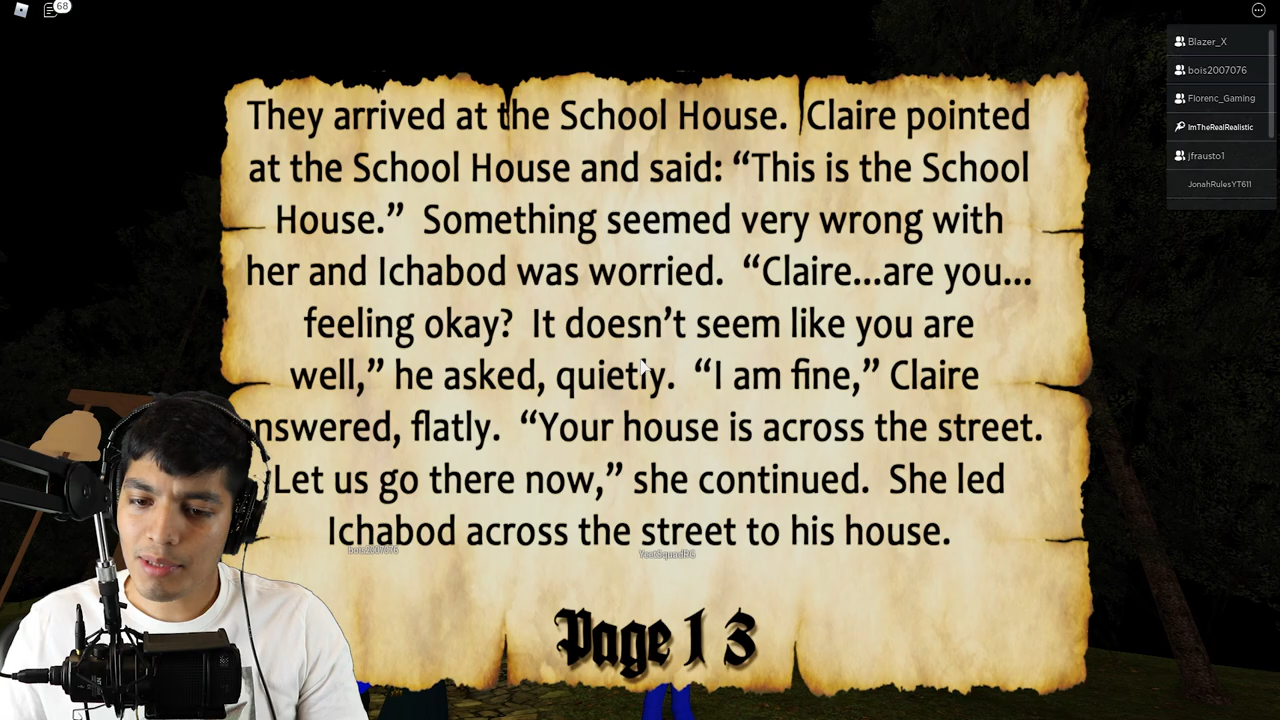 68
Blazer_X
bois2007076
Florenc_Gaming
ImTheRealRealistic
jfrausto1
JonahRulesYT611
They arrived at the School House.  Claire pointed
at the School House and said: “This is the School
House.”  Something seemed very wrong with
her and Ichabod was worried.  “Claire...are you...
feeling okay?  It doesn’t seem like you are
well,” he asked, quietly.  “I am fine,” Claire
answered, flatly.  “Your house is across the street.
Let us go there now,” she continued.  She led
Ichabod across the street to his house.
bois2007076
YeetSquadRG
Page 13